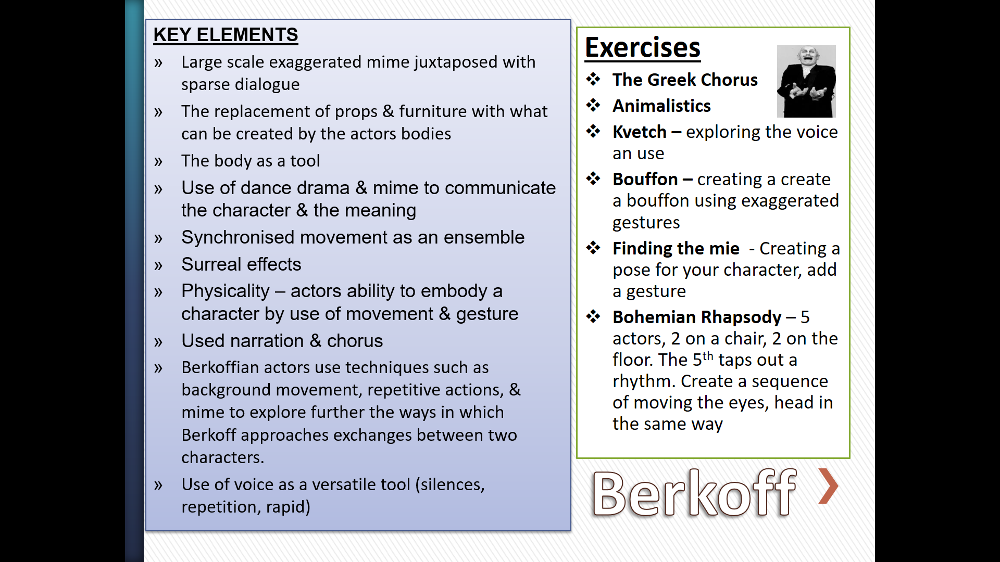 KEY ELEMENTS
» Large scale exaggerated mime juxtaposed with
sparse dialogue
» The replacement of props & furniture with what
can be created by the actors bodies
» The body as a tool
» Use of dance drama & mime to communicate
the character & the meaning
» Synchronised movement as an ensemble
» Surreal effects
» Physicality – actors ability to embody a
character by use of movement & gesture
» Used narration & chorus
» Berkoffian actors use techniques such as
background movement, repetitive actions, &
mime to explore further the ways in which
Berkoff approaches exchanges between two
characters.
» Use of voice as a versatile tool (silences,
repetition, rapid)
Exercises
❖ The Greek Chorus
❖ Animalistics
❖ Kvetch – exploring the voice
an use
❖ Bouffon – creating a create
a bouffon using exaggerated
gestures
❖ Finding the mie - Creating a
pose for your character, add
a gesture
❖ Bohemian Rhapsody – 5
actors, 2 on a chair, 2 on the
floor. The 5th taps out a
rhythm. Create a sequence
of moving the eyes, head in
the same way
Berkoff